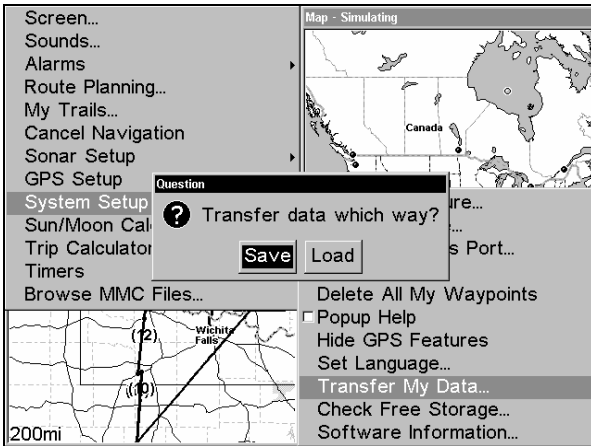 Screen...
Sounds...
Alarms
Route Planning...
My Trails...
Cancel Navigation
Sonar Setup
GPS Setup
System Setup
Sun/Moon Cal
Trip Calculator
Timers
Browse MMC Files...
Map - Simulating
Canada
Question
Transfer data which way?
Save
Load
ure...
s Port...
Delete All My Waypoints
Popup Help
Hide GPS Features
Set Language...
Transfer My Data...
Check Free Storage...
Software Information...
Wichita
Falls
(12)
200mi